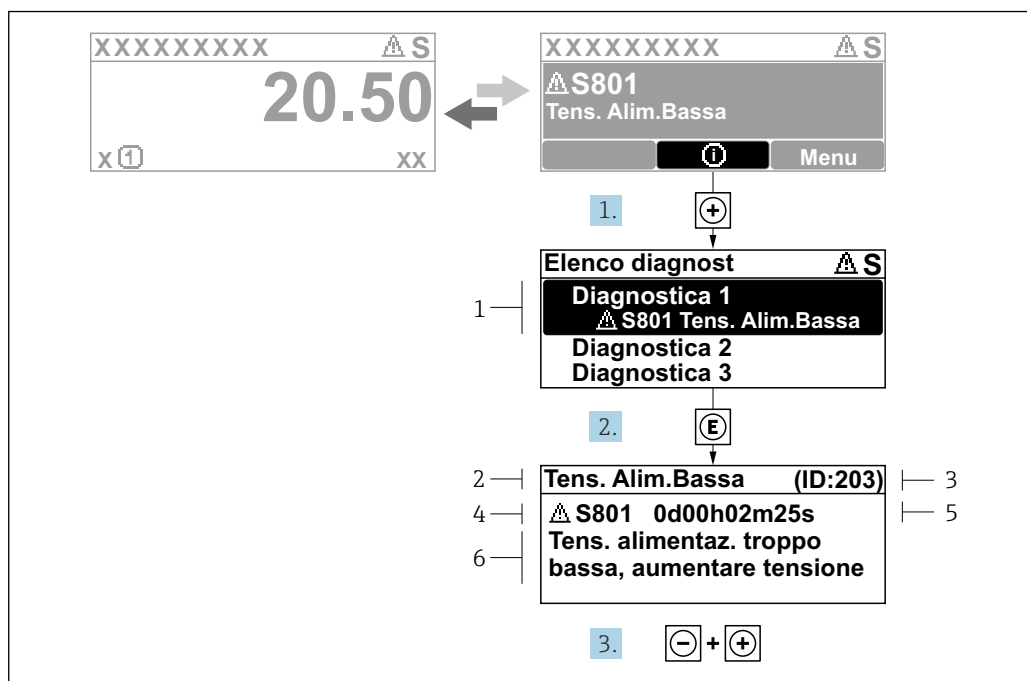 XXXXXXXXX ⚠ S
20.50
X 1 XX
XXXXXXXXX ⚠ S
⚠ S801
Tens. Alim.Bassa
i Menu
1. +
Elenco diagnost ⚠ S
1
Diagnostica 1
⚠ S801 Tens. Alim.Bassa
Diagnostica 2
Diagnostica 3
2. E
2 Tens. Alim.Bassa (ID:203) 3
4 ⚠ S801 0d00h02m25s 5
6 Tens. alimentaz. troppo
bassa, aumentare tensione
3. - + +